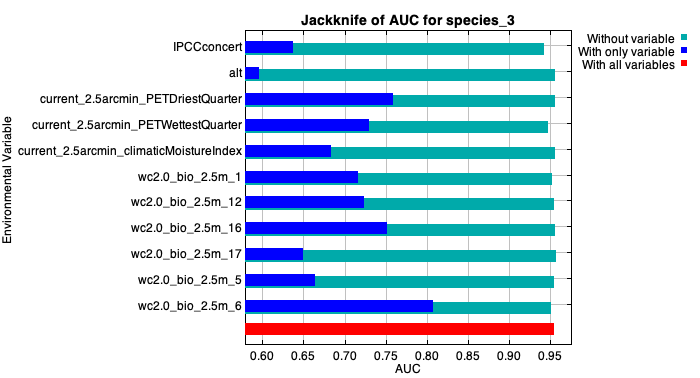 Jackknife of AUC for species_3
Without variable
With only variable
With all variables
Environmental Variable
IPCCconcert
alt
current_2.5arcmin_PETDriestQuarter
current_2.5arcmin_PETWettestQuarter
current_2.5arcmin_climaticMoistureIndex
wc2.0_bio_2.5m_1
wc2.0_bio_2.5m_12
wc2.0_bio_2.5m_16
wc2.0_bio_2.5m_17
wc2.0_bio_2.5m_5
wc2.0_bio_2.5m_6
0.60 0.65 0.70 0.75 0.80 0.85 0.90 0.95
AUC